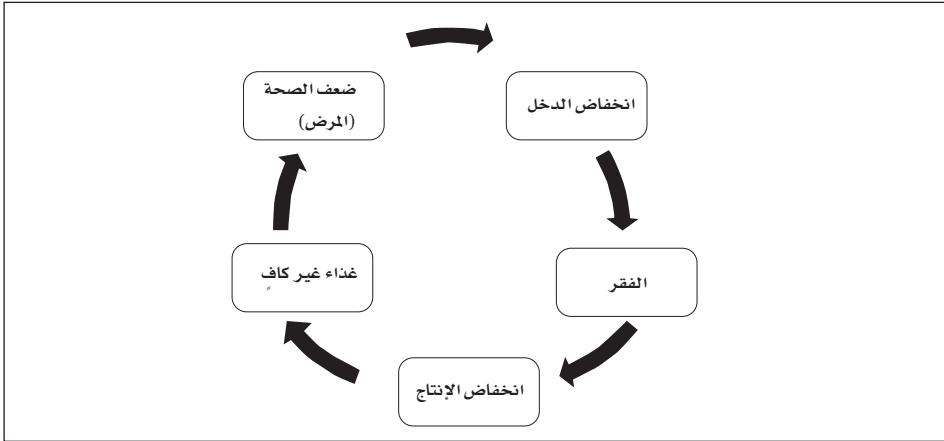 ضعف الصحة
(المرض)
انخفاض الدخل
غذاء غير كافٍ
الفقر
انخفاض الإنتاج